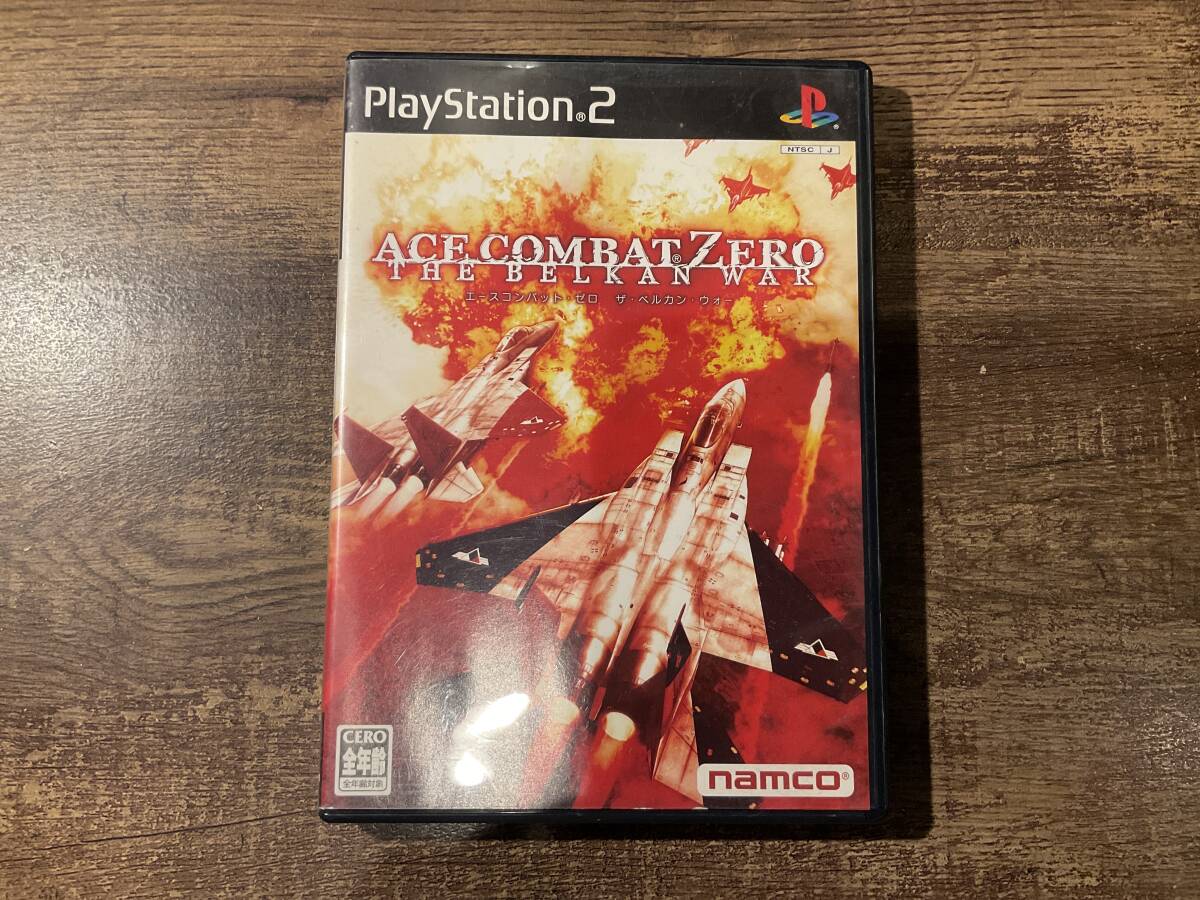 PlayStation®2
NTSC J
ACE COMBAT® ZERO
THE BELKAN WAR
エースコンバット・ゼロ ザ・ベルカン・ウォー
CERO
全年齢
全年齢対象
namco®